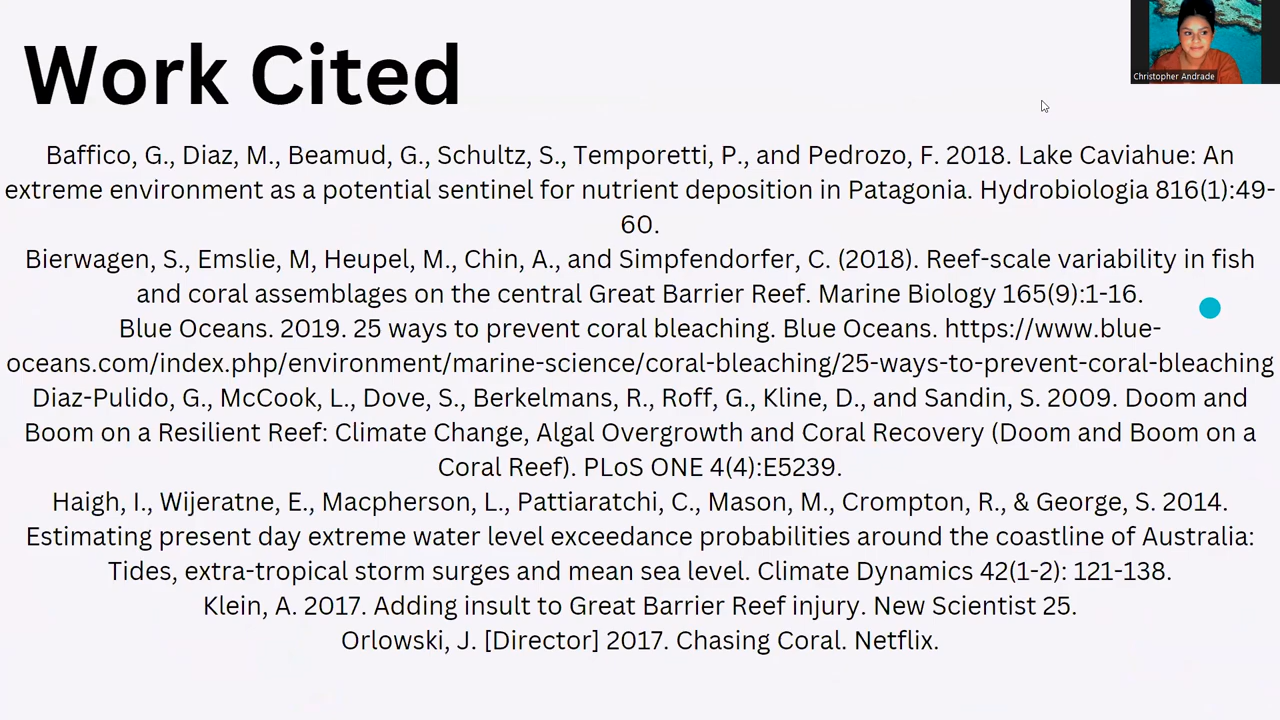 Work Cited
Christopher Andrade
Baffico, G., Diaz, M., Beamud, G., Schultz, S., Temporetti, P., and Pedrozo, F. 2018. Lake Caviahue: An
extreme environment as a potential sentinel for nutrient deposition in Patagonia. Hydrobiologia 816(1):49-
60.
Bierwagen, S., Emslie, M, Heupel, M., Chin, A., and Simpfendorfer, C. (2018). Reef-scale variability in fish
and coral assemblages on the central Great Barrier Reef. Marine Biology 165(9):1-16.
Blue Oceans. 2019. 25 ways to prevent coral bleaching. Blue Oceans. https://www.blue-
oceans.com/index.php/environment/marine-science/coral-bleaching/25-ways-to-prevent-coral-bleaching
Diaz-Pulido, G., McCook, L., Dove, S., Berkelmans, R., Roff, G., Kline, D., and Sandin, S. 2009. Doom and
Boom on a Resilient Reef: Climate Change, Algal Overgrowth and Coral Recovery (Doom and Boom on a
Coral Reef). PLoS ONE 4(4):E5239.
Haigh, I., Wijeratne, E., Macpherson, L., Pattiaratchi, C., Mason, M., Crompton, R., & George, S. 2014.
Estimating present day extreme water level exceedance probabilities around the coastline of Australia:
Tides, extra-tropical storm surges and mean sea level. Climate Dynamics 42(1-2): 121-138.
Klein, A. 2017. Adding insult to Great Barrier Reef injury. New Scientist 25.
Orlowski, J. [Director] 2017. Chasing Coral. Netflix.